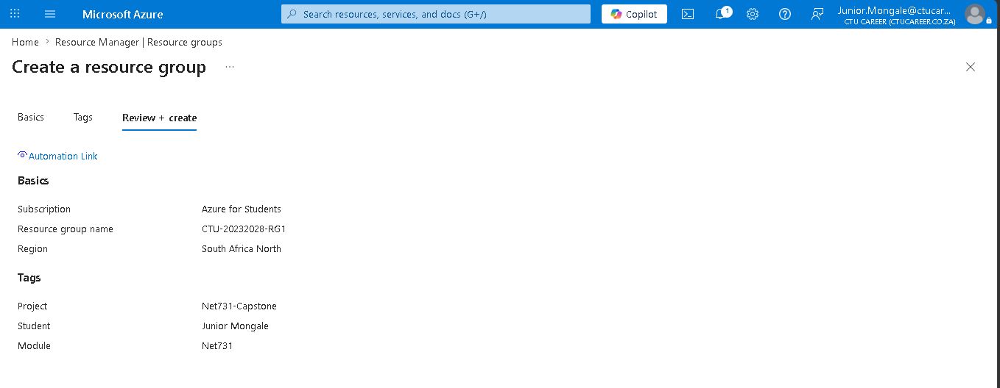 Microsoft Azure
Search resources, services, and docs (G+/)
Copilot
1
Junior.Mongale@ctucar...
CTU CAREER (CTUCAREER.CO.ZA)
Home > Resource Manager | Resource groups
Create a resource group ...
Basics Tags Review + create
Automation Link
Basics
Subscription Azure for Students
Resource group name CTU-20232028-RG1
Region South Africa North
Tags
Project Net731-Capstone
Student Junior Mongale
Module Net731